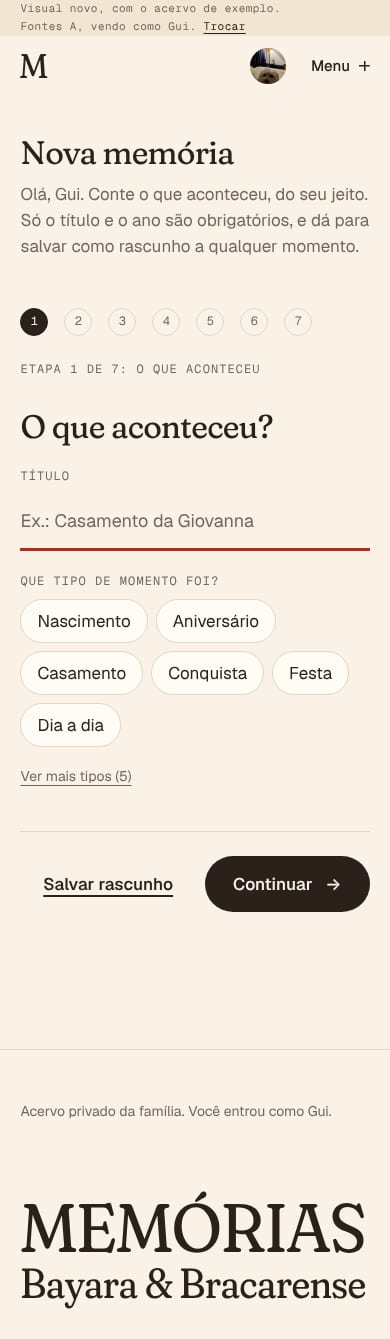 Visual novo, com o acervo de exemplo.
Fontes A, vendo como Gui. Trocar
M
Menu +
Nova memória
Olá, Gui. Conte o que aconteceu, do seu jeito.
Só o título e o ano são obrigatórios, e dá para
salvar como rascunho a qualquer momento.
1 2 3 4 5 6 7
ETAPA 1 DE 7: O QUE ACONTECEU
O que aconteceu?
TÍTULO
Ex.: Casamento da Giovanna
QUE TIPO DE MOMENTO FOI?
Nascimento Aniversário
Casamento Conquista Festa
Dia a dia
Ver mais tipos (5)
Salvar rascunho Continuar →
Acervo privado da família. Você entrou como Gui.
MEMÓRIAS
Bayara & Bracarense